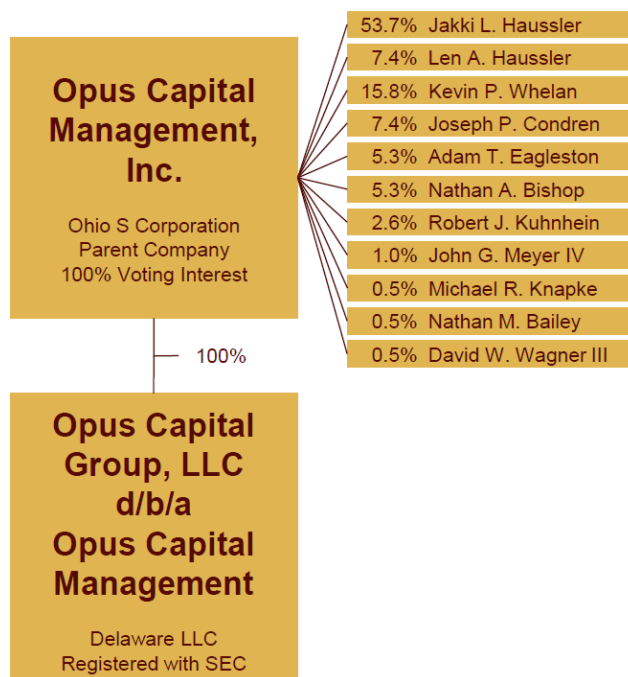 Opus Capital
Management,
Inc.
Ohio S Corporation
Parent Company
100% Voting Interest
53.7% Jakki L. Haussler
7.4% Len A. Haussler
15.8% Kevin P. Whelan
7.4% Joseph P. Condren
5.3% Adam T. Eagleston
5.3% Nathan A. Bishop
2.6% Robert J. Kuhnhein
1.0% John G. Meyer IV
0.5% Michael R. Knapke
0.5% Nathan M. Bailey
0.5% David W. Wagner III
100%
Opus Capital
Group, LLC
d/b/a
Opus Capital
Management
Delaware LLC
Registered with SEC